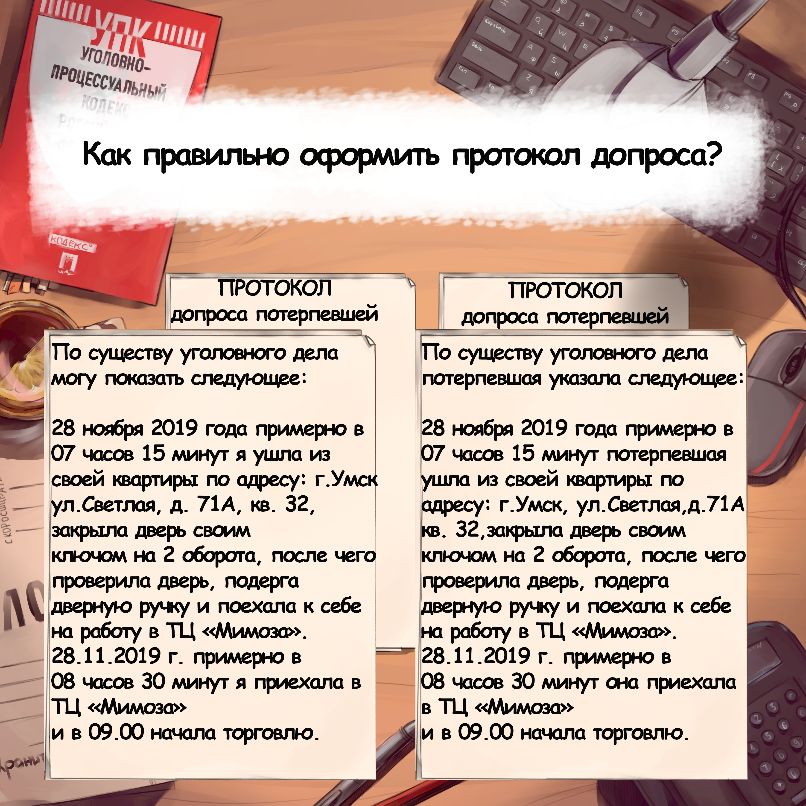 УПК
УГОЛОВНО-
ПРОЦЕССУАЛЬНЫЙ
КОДЕКС
Как правильно оформить протокол допроса?
КОДЕКС
ПРОТОКОЛ
допроса потерпевшей
По существу уголовного дела
могу показать следующее:
28 ноября 2019 года примерно в
07 часов 15 минут я ушла из
своей квартиры по адресу: г.Умск
ул.Светлая, д. 71А, кв. 32,
закрыла дверь своим
ключом на 2 оборота, после чего
проверила дверь, подерга
дверную ручку и поехала к себе
на работу в ТЦ «Мимоза».
28.11.2019 г. примерно в
08 часов 30 минут я приехала в
ТЦ «Мимоза»
и в 09.00 начала торговлю.
ПРОТОКОЛ
допроса потерпевшей
По существу уголовного дела
потерпевшая указала следующее:
28 ноября 2019 года примерно в
07 часов 15 минут потерпевшая
ушла из своей квартиры по
адресу: г.Умск, ул.Светлая,д.71А
кв. 32,закрыла дверь своим
ключом на 2 оборота, после чего
проверила дверь, подерга
дверную ручку и поехала к себе
на работу в ТЦ «Мимоза».
28.11.2019 г. примерно в
08 часов 30 минут она приехала
в ТЦ «Мимоза»
и в 09.00 начала торговлю.